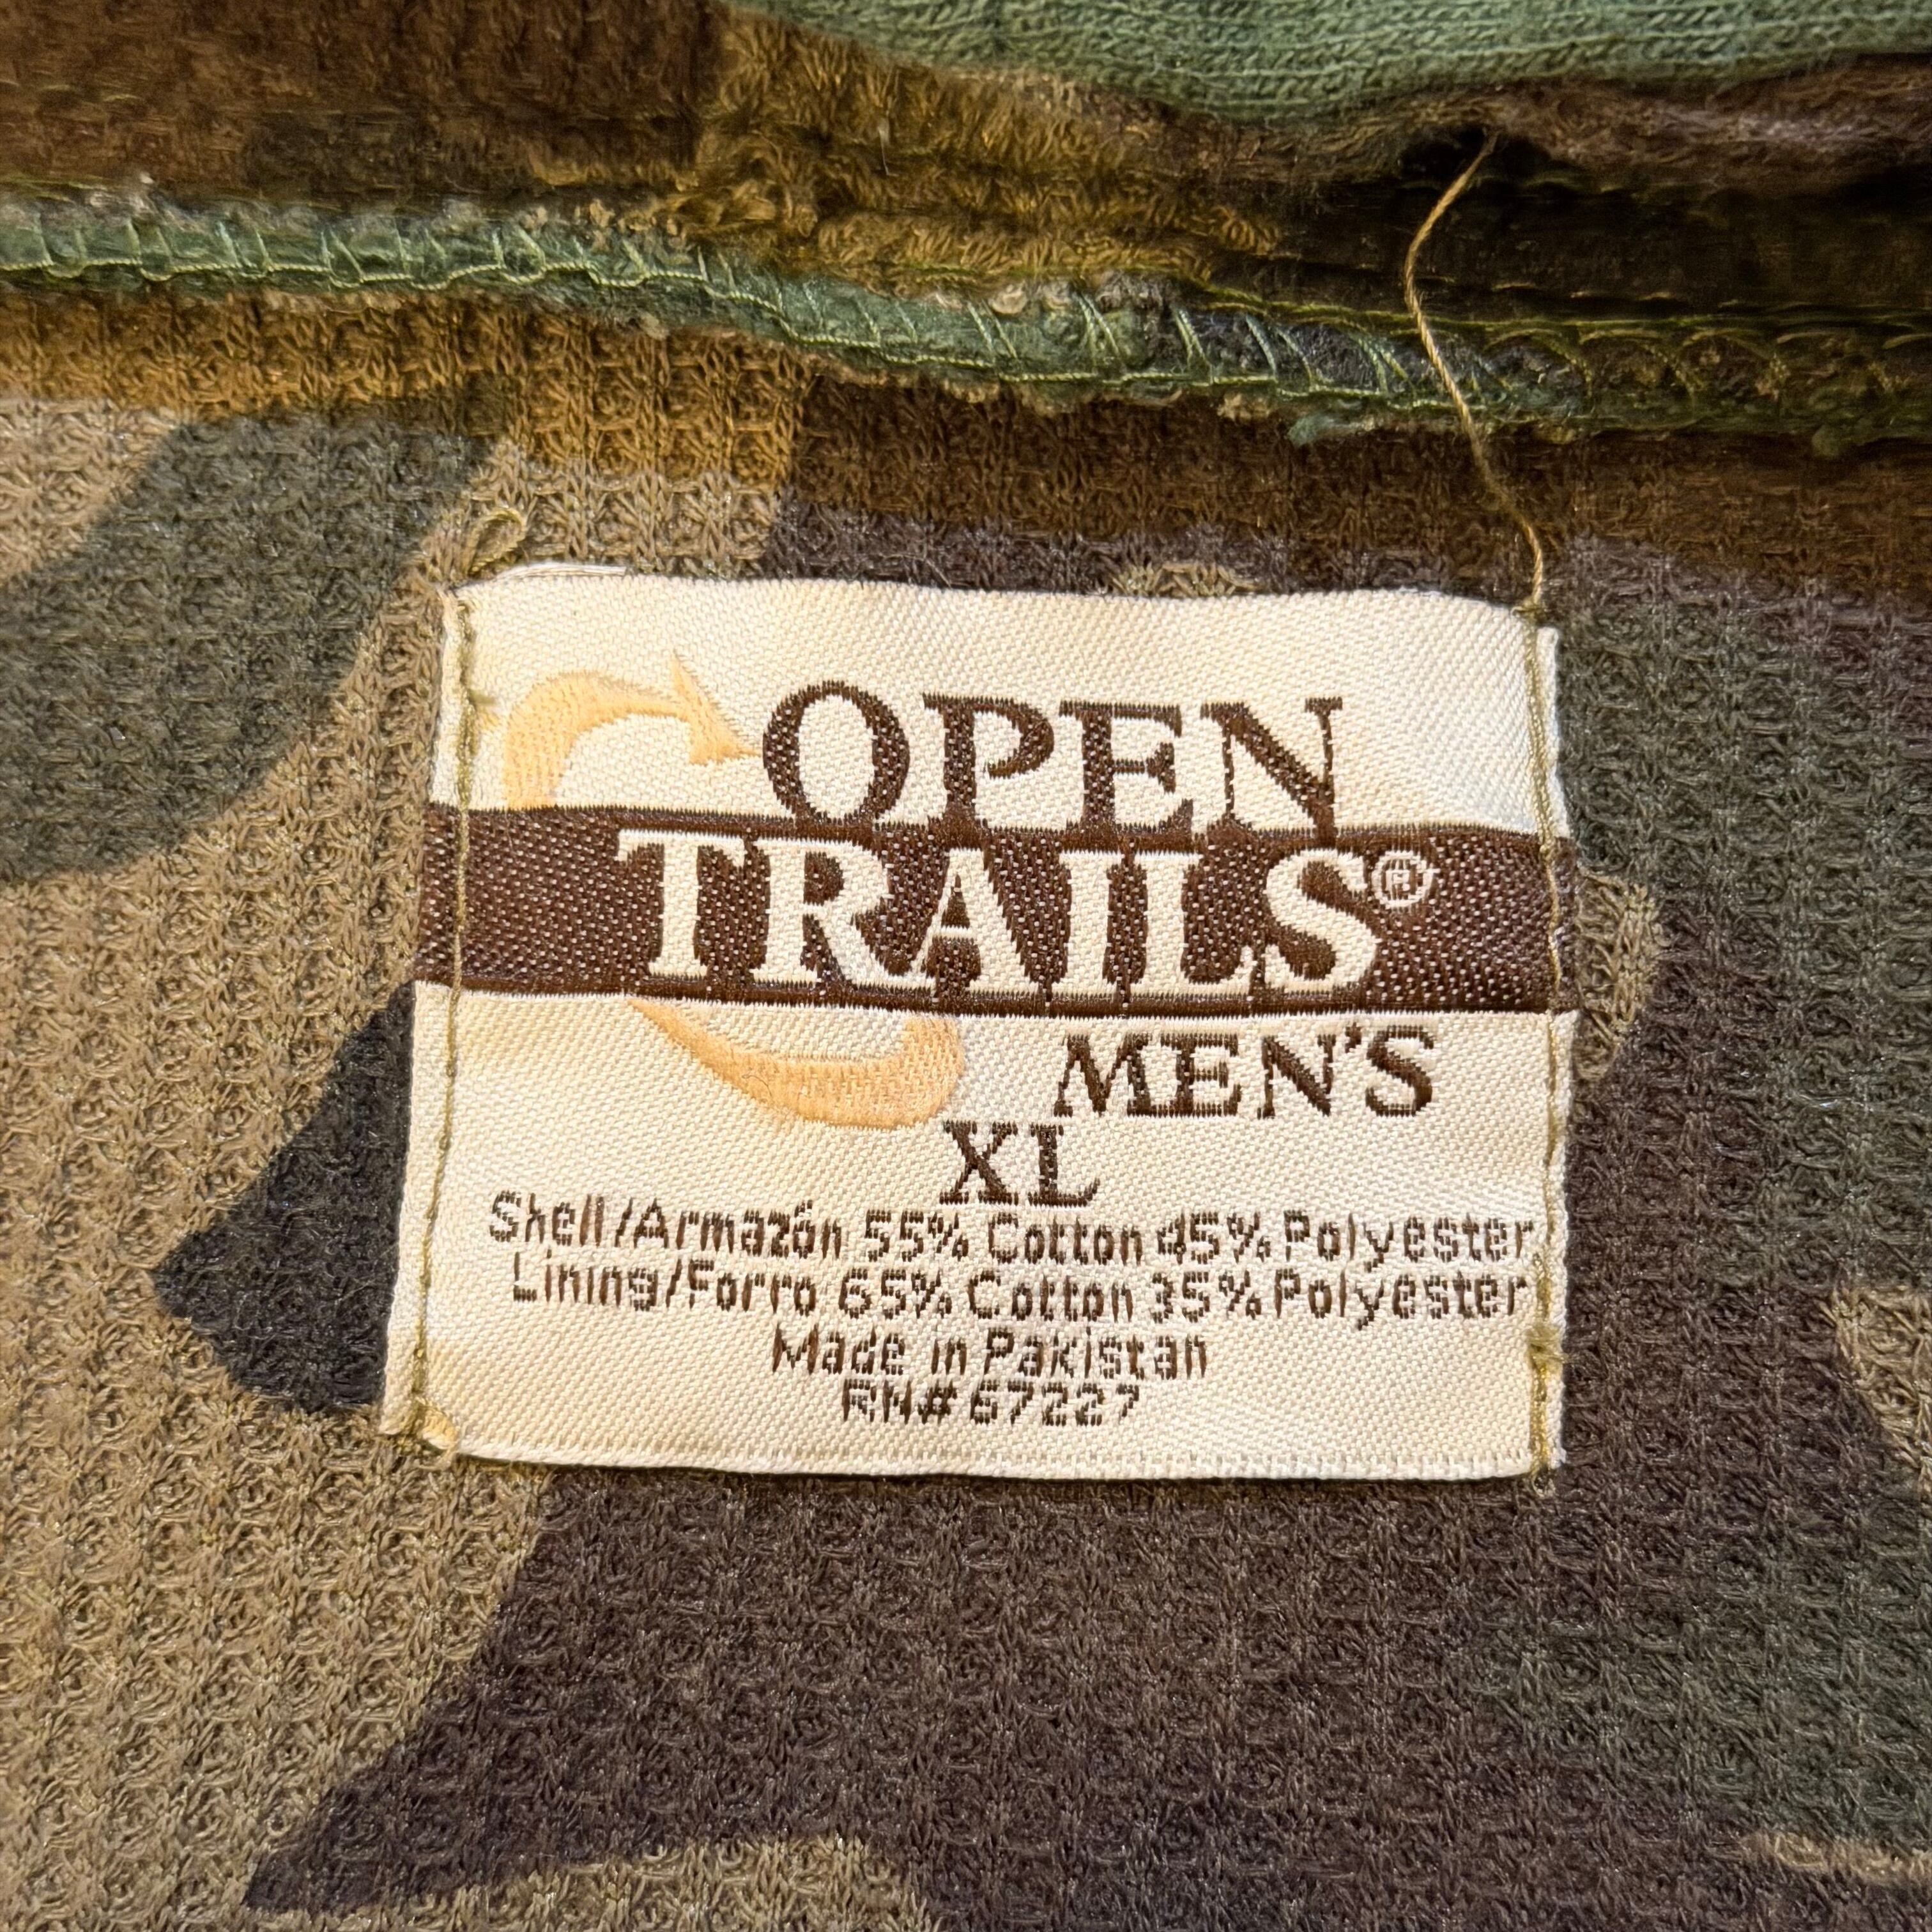 OPEN
TRAILS®
MEN'S
XL
Shell/Armazón 55% Cotton 45% Polyester
Lining/Forro 65% Cotton 35% Polyester
Made in Pakistan
RN# 67227